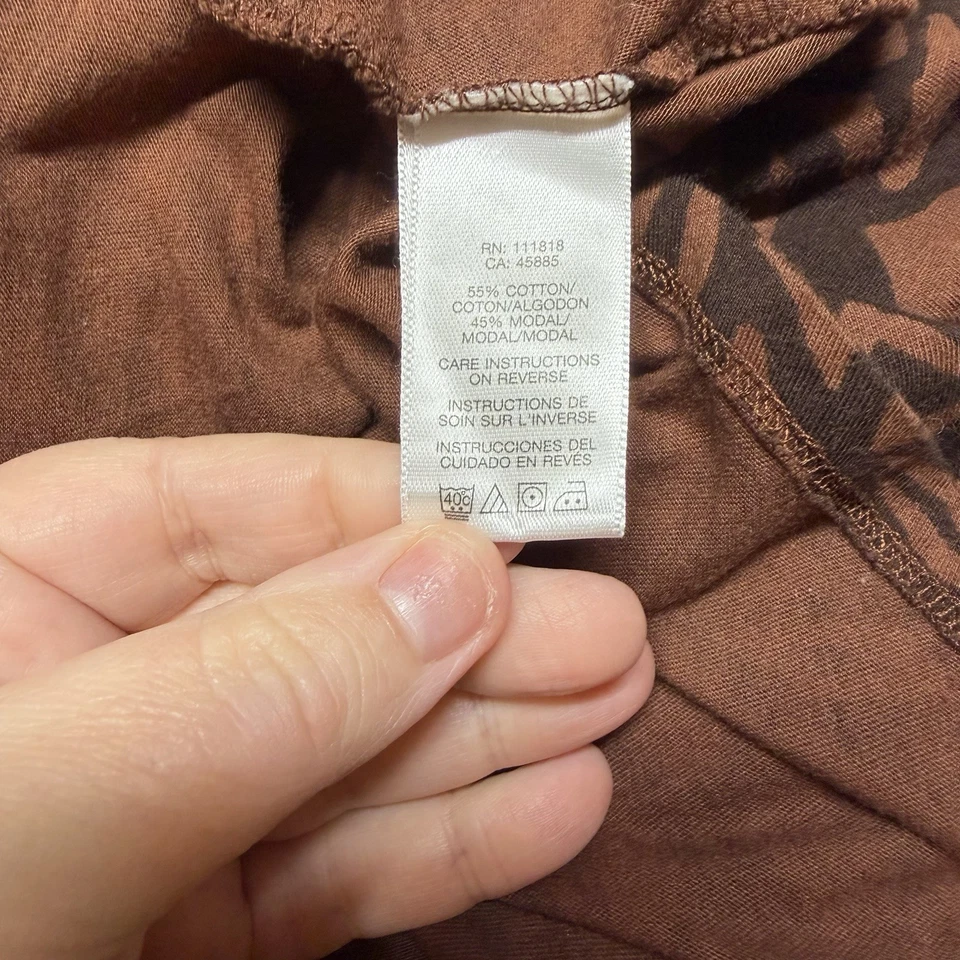 RN: 111818
CA: 45885
55% COTTON/
COTON/ALGODON
45% MODAL/
MODAL/MODAL
CARE INSTRUCTIONS
ON REVERSE
INSTRUCTIONS DE
SOIN SUR L'INVERSE
INSTRUCCIONES DEL
CUIDADO EN REVÉS
40c